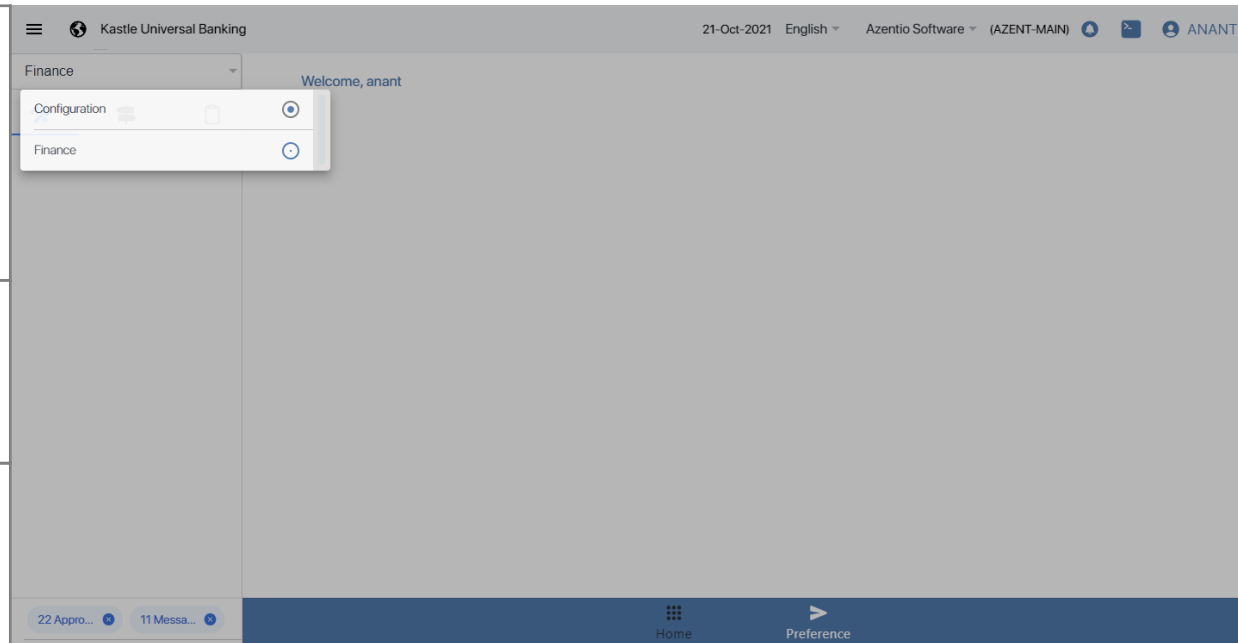 Kastle Universal Banking 21-Oct-2021 English Azentio Software (AZENT-MAIN) ANANT
Finance
Welcome, anant
Configuration
Finance
22 Appro... 11 Messa...
Home Preference